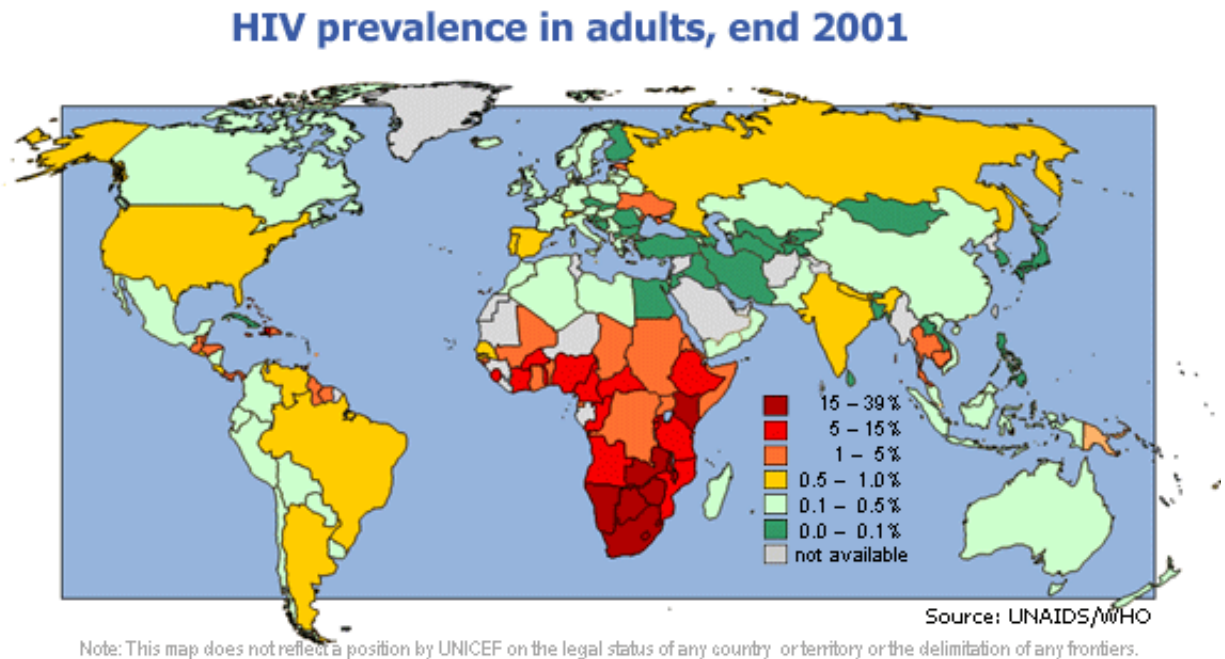 HIV prevalence in adults, end 2001
15 – 39%
5 – 15%
1 – 5%
0.5 – 1.0%
0.1 – 0.5%
0.0 – 0.1%
not available
Source: UNAIDS/WHO
Note: This map does not reflect a position by UNICEF on the legal status of any country or territory or the delimitation of any frontiers.